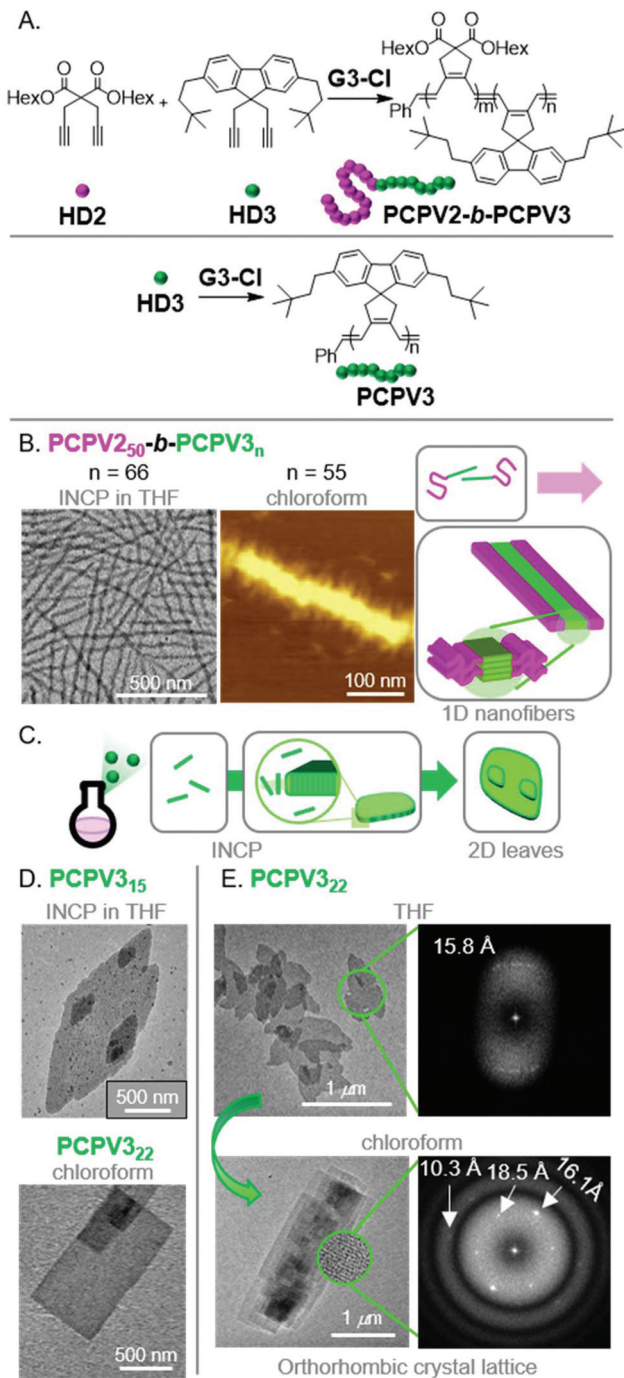 A.
O O
HexO OHex
G3-Cl
HexO OHex
+
Ph m n
HD2
HD3
PCPV2-b-PCPV3
HD3
G3-Cl
Ph n
PCPV3
B. PCPV2₅₀-b-PCPV3ₙ
n = 66
n = 55
INCP in THF
chloroform
500 nm
100 nm
1D nanofibers
C.
INCP
2D leaves
D. PCPV3₁₅
INCP in THF
500 nm
PCPV3₂₂
chloroform
500 nm
E. PCPV3₂₂
THF
15.8 Å
1 μm
chloroform
10.3 Å
18.5 Å
16.1Å
1 μm
Orthorhombic crystal lattice